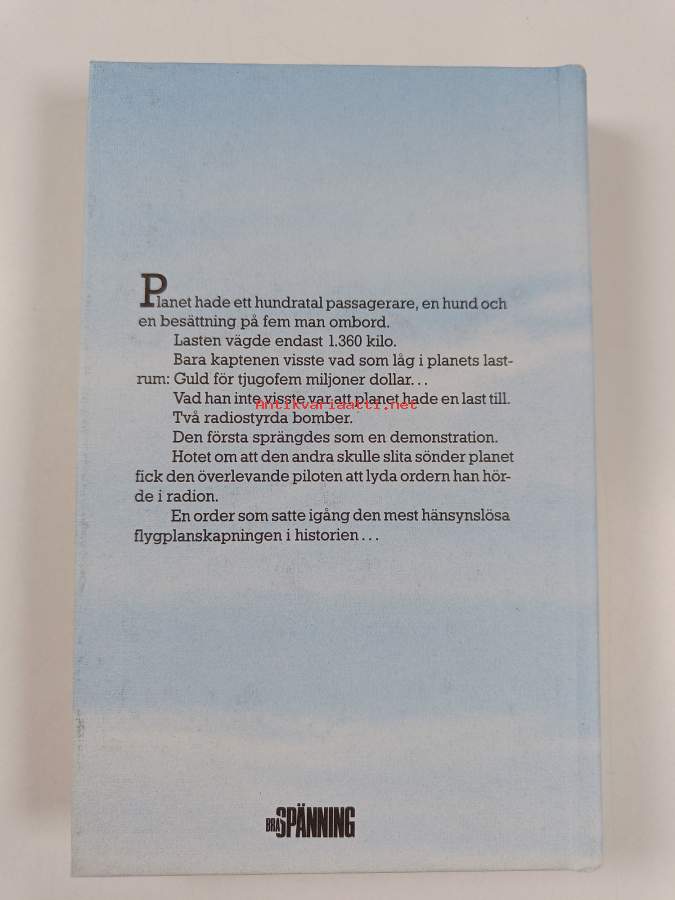 Planet hade ett hundratal passagerare, en hund och
en besättning på fem man ombord.
Lasten vägde endast 1.360 kilo.
Bara kaptenen visste vad som låg i planets last-
rum: Guld för tjugofem miljoner dollar...
Vad han inte visste var att planet hade en last till.
Antikvariaatti.net
Två radiostyrda bomber.
Den första sprängdes som en demonstration.
Hotet om att den andra skulle slita sönder planet
fick den överlevande piloten att lyda ordern han hör-
de i radion.
En order som satte igång den mest hänsynslösa
flygplanskapningen i historien...
BRA SPÄNNING